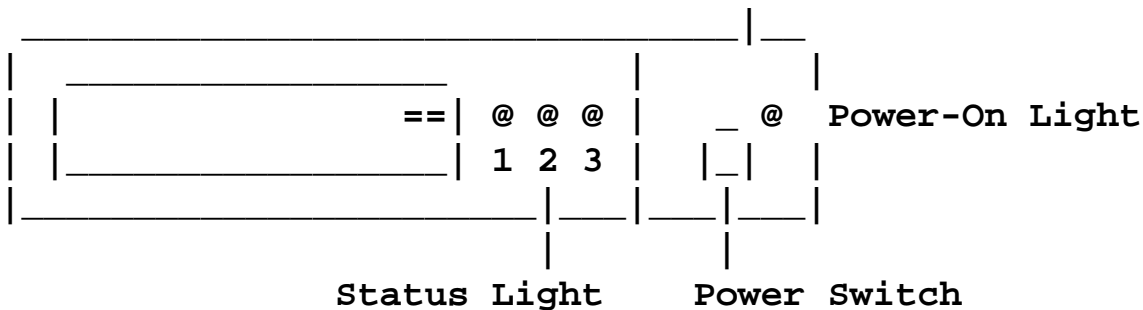 == @ @ @ _ @ Power-On Light
1 2 3
Status Light Power Switch